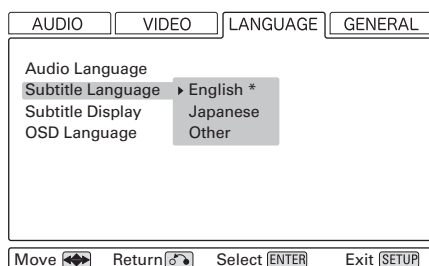 AUDIO VIDEO LANGUAGE GENERAL
Audio Language
Subtitle Language English *
Subtitle Display Japanese
OSD Language Other
Move Return Select ENTER Exit SETUP